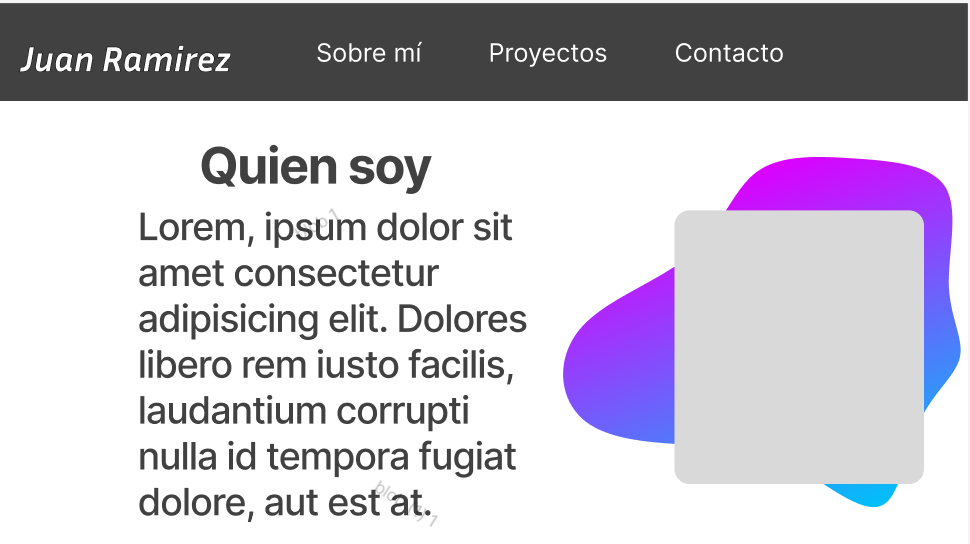 Juan Ramirez
Sobre mí
Proyectos
Contacto
Quien soy
Lorem, ipsum dolor sit
amet consectetur
adipisicing elit. Dolores
libero rem iusto facilis,
laudantium corrupti
nulla id tempora fugiat
dolore, aut est at.